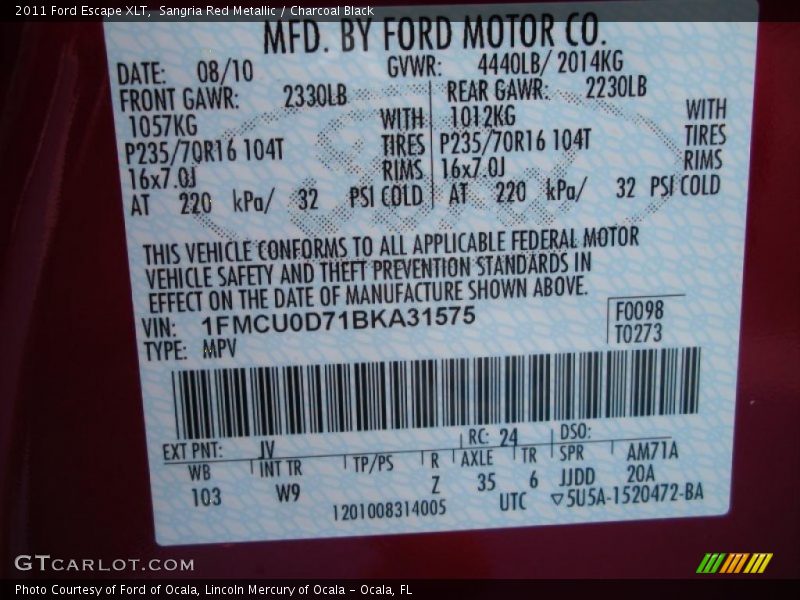 2011 Ford Escape XLT, Sangria Red Metallic / Charcoal Black
MFD. BY FORD MOTOR CO.
DATE: 08/10 GVWR: 4440LB/ 2014KG
FRONT GAWR: 2330LB REAR GAWR: 2230LB
1057KG WITH 1012KG WITH
P235/70R16 104T TIRES P235/70R16 104T TIRES
16x7.0J RIMS 16x7.0J RIMS
AT 220 kPa/ 32 PSI COLD AT 220 kPa/ 32 PSI COLD
THIS VEHICLE CONFORMS TO ALL APPLICABLE FEDERAL MOTOR
VEHICLE SAFETY AND THEFT PREVENTION STANDARDS IN
EFFECT ON THE DATE OF MANUFACTURE SHOWN ABOVE.
VIN: 1FMCU0D71BKA31575 F0098
TYPE: MPV T0273
EXT PNT: JV RC: 24 DSO:
WB INT TR TP/PS R AXLE TR SPR AM71A
103 W9 Z 35 6 JJDD 20A
1201008314005 UTC ▽5U5A-1520472-BA
GTCARLOT.COM
Photo Courtesy of Ford of Ocala, Lincoln Mercury of Ocala - Ocala, FL